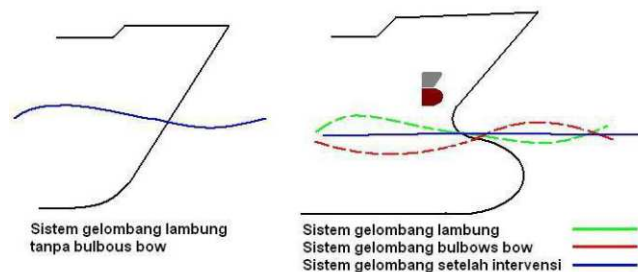 Sistem gelombang lambung
tanpa bulbous bow
Sistem gelombang lambung
Sistem gelombang bulbows bow
Sistem gelombang setelah intervensi